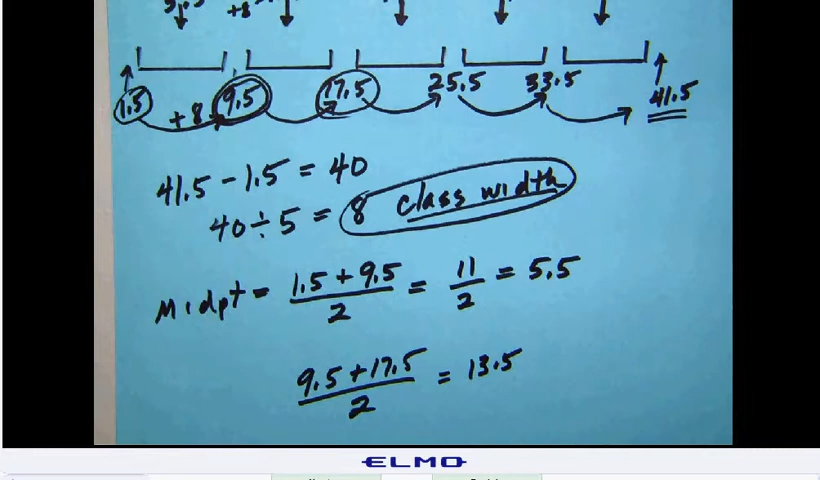 +8
1.5 +8 9.5 17.5 25.5 33.5 41.5
41.5 - 1.5 = 40
40 ÷ 5 = 8 class width
Midpt = 1.5 + 9.5 / 2 = 11 / 2 = 5.5
9.5 + 17.5 / 2 = 13.5
ELMO